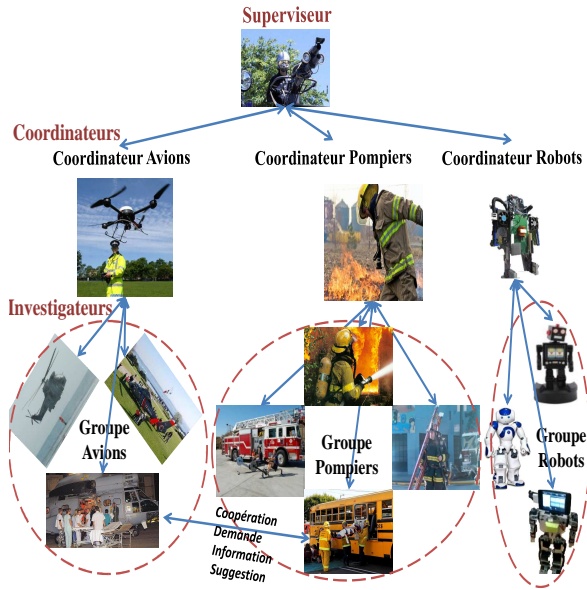 Superviseur
Coordinateurs
Coordinateur Avions
Coordinateur Pompiers
Coordinateur Robots
Investigateurs
Groupe
Avions
Groupe
Pompiers
Groupe
Robots
Coopération
Demande
Information
Suggestion